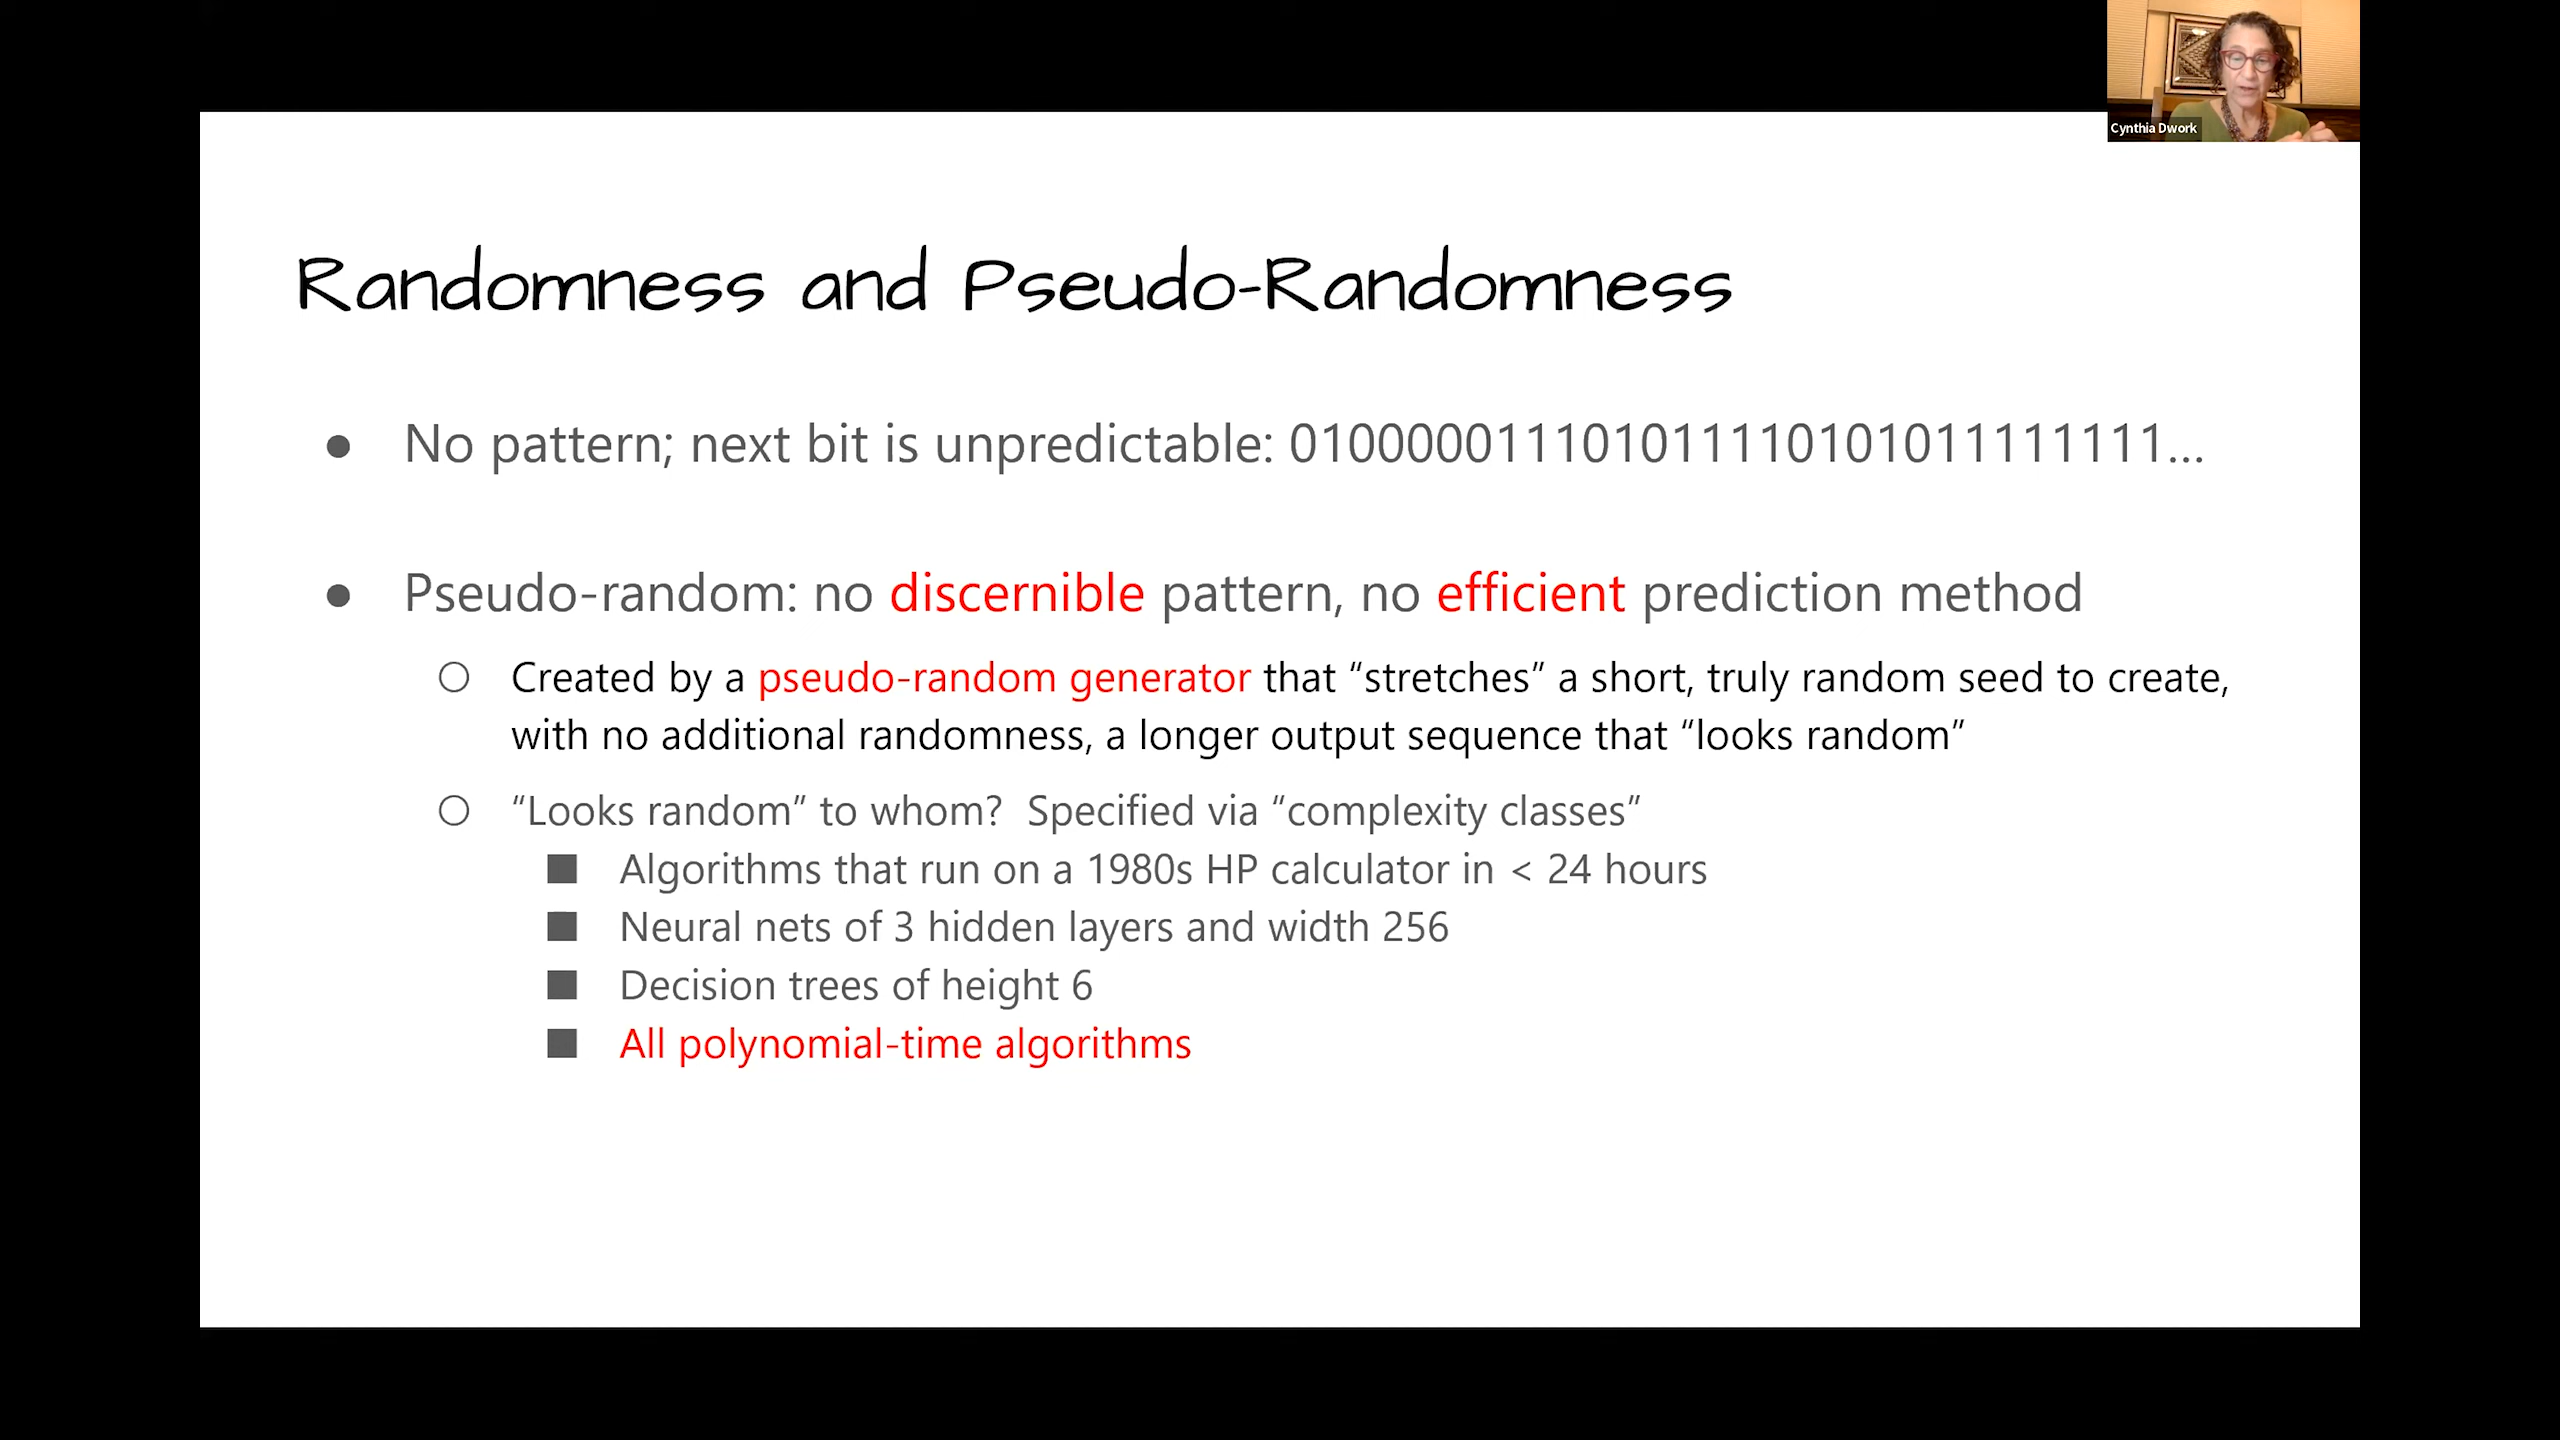 Cynthia Dwork
Randomness and Pseudo-Randomness
● No pattern; next bit is unpredictable: 010000011101011110101011111111...
● Pseudo-random: no discernible pattern, no efficient prediction method
○ Created by a pseudo-random generator that “stretches” a short, truly random seed to create,
with no additional randomness, a longer output sequence that “looks random”
○ “Looks random” to whom? Specified via “complexity classes”
■ Algorithms that run on a 1980s HP calculator in < 24 hours
■ Neural nets of 3 hidden layers and width 256
■ Decision trees of height 6
■ All polynomial-time algorithms